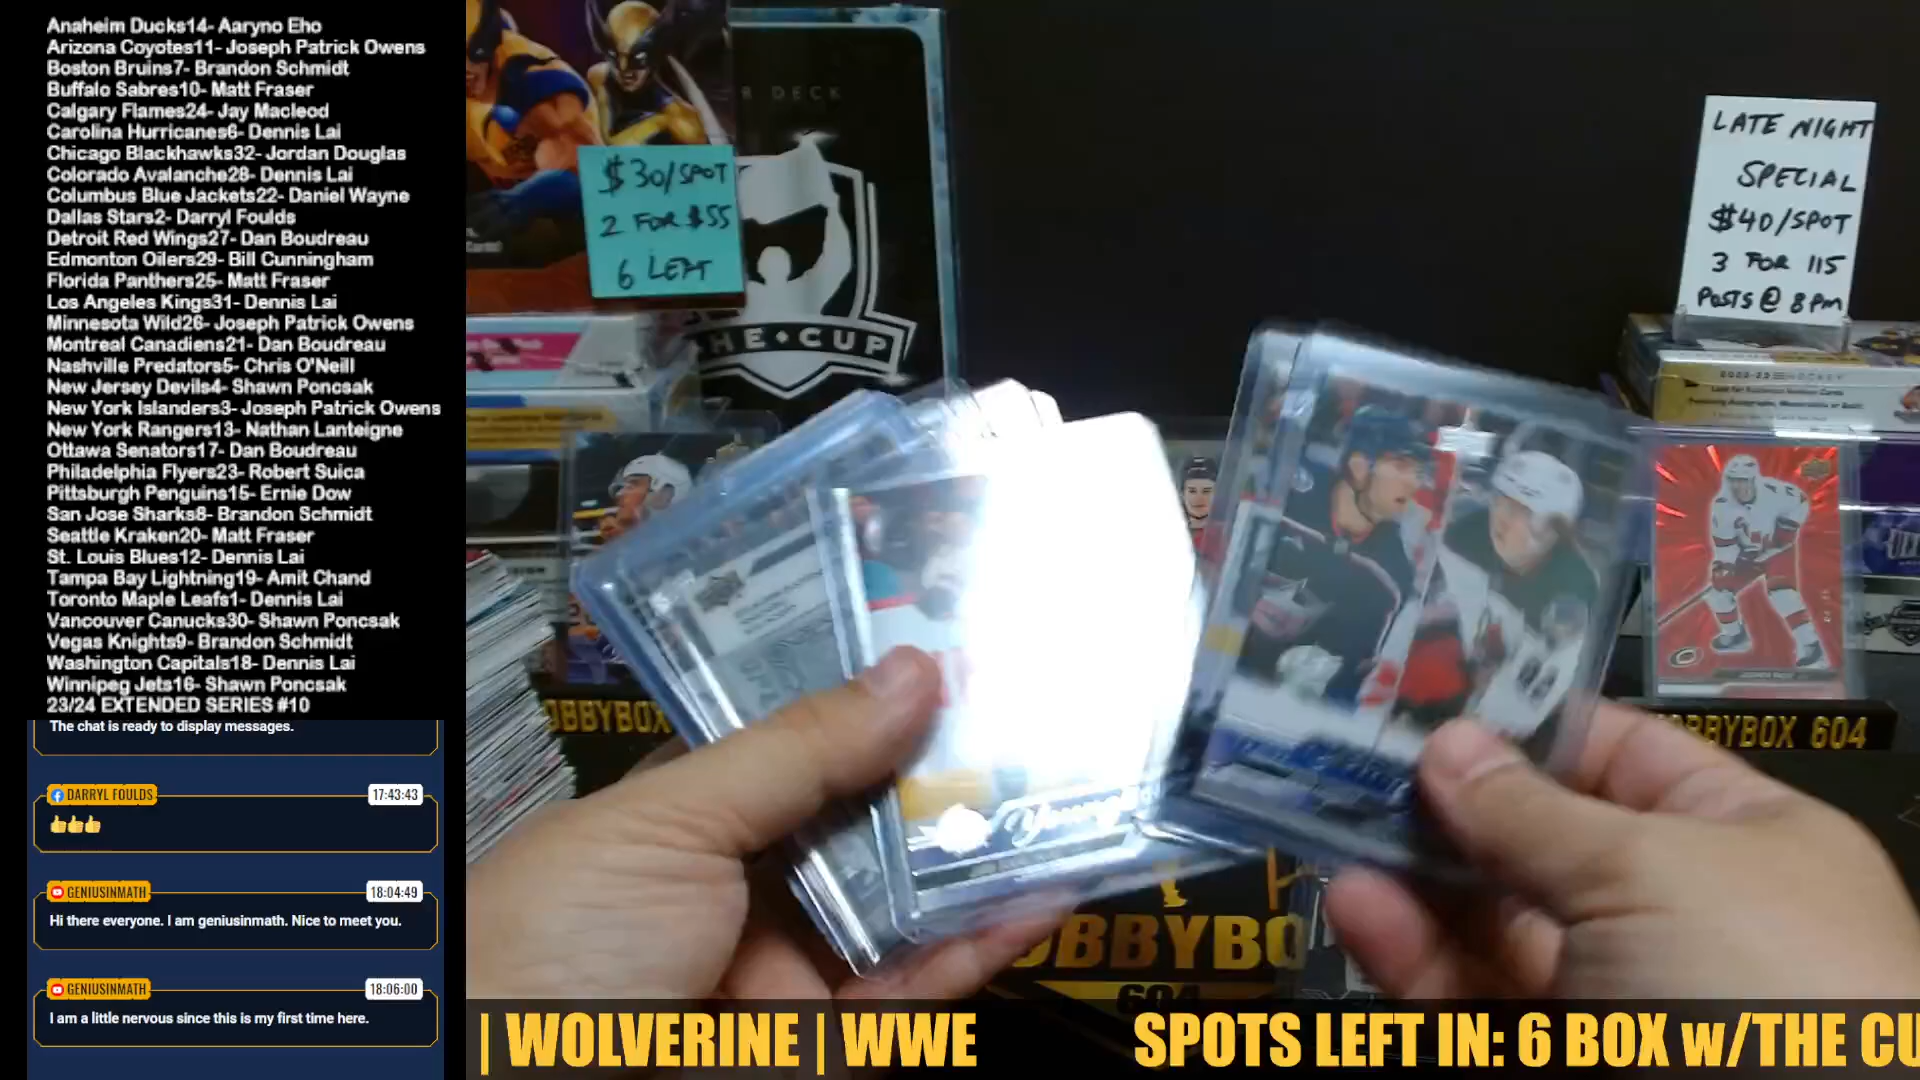 Anaheim Ducks14- Aaryno Eho
Arizona Coyotes11- Joseph Patrick Owens
Boston Bruins7- Brandon Schmidt
Buffalo Sabres10- Matt Fraser
Calgary Flames24- Jay Macleod
Carolina Hurricanes6- Dennis Lai
Chicago Blackhawks32- Jordan Douglas
Colorado Avalanche28- Dennis Lai
Columbus Blue Jackets22- Daniel Wayne
Dallas Stars2- Darryl Foulds
Detroit Red Wings27- Dan Boudreau
Edmonton Oilers29- Bill Cunningham
Florida Panthers25- Matt Fraser
Los Angeles Kings31- Dennis Lai
Minnesota Wild26- Joseph Patrick Owens
Montreal Canadiens21- Dan Boudreau
Nashville Predators5- Chris O'Neill
New Jersey Devils4- Shawn Poncsak
New York Islanders3- Joseph Patrick Owens
New York Rangers13- Nathan Lanteigne
Ottawa Senators17- Dan Boudreau
Philadelphia Flyers23- Robert Suica
Pittsburgh Penguins15- Ernie Dow
San Jose Sharks8- Brandon Schmidt
Seattle Kraken20- Matt Fraser
St. Louis Blues12- Dennis Lai
Tampa Bay Lightning19- Amit Chand
Toronto Maple Leafs1- Dennis Lai
Vancouver Canucks30- Shawn Poncsak
Vegas Knights9- Brandon Schmidt
Washington Capitals18- Dennis Lai
Winnipeg Jets16- Shawn Poncsak
23/24 EXTENDED SERIES #10
The chat is ready to display messages.
DARRYL FOULDS 17:43:43
👍👍👍
GENIUSINMATH 18:04:49
Hi there everyone. I am geniusinmath. Nice to meet you.
GENIUSINMATH 18:06:00
I am a little nervous since this is my first time here.
R DECK
$30/SPOT
2 FOR $55
6 LEFT
HE CUP
LATE NIGHT
SPECIAL
$40/SPOT
3 FOR 115
POSTS @ 8PM
OBBYBOX
OBBYBOX 604
Young
OBBYBO
604
| WOLVERINE | WWE SPOTS LEFT IN: 6 BOX w/THE CU